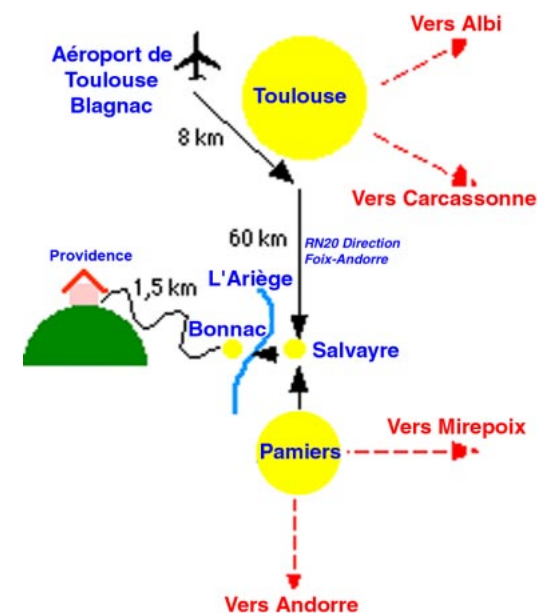 Vers Albi
Aéroport de
Toulouse
Blagnac
Toulouse
8 km
Vers Carcassonne
60 km
RN20 Direction
Foix-Andorre
Providence
1,5 km
L'Ariège
Bonnac
Salvayre
Vers Mirepoix
Pamiers
Vers Andorre